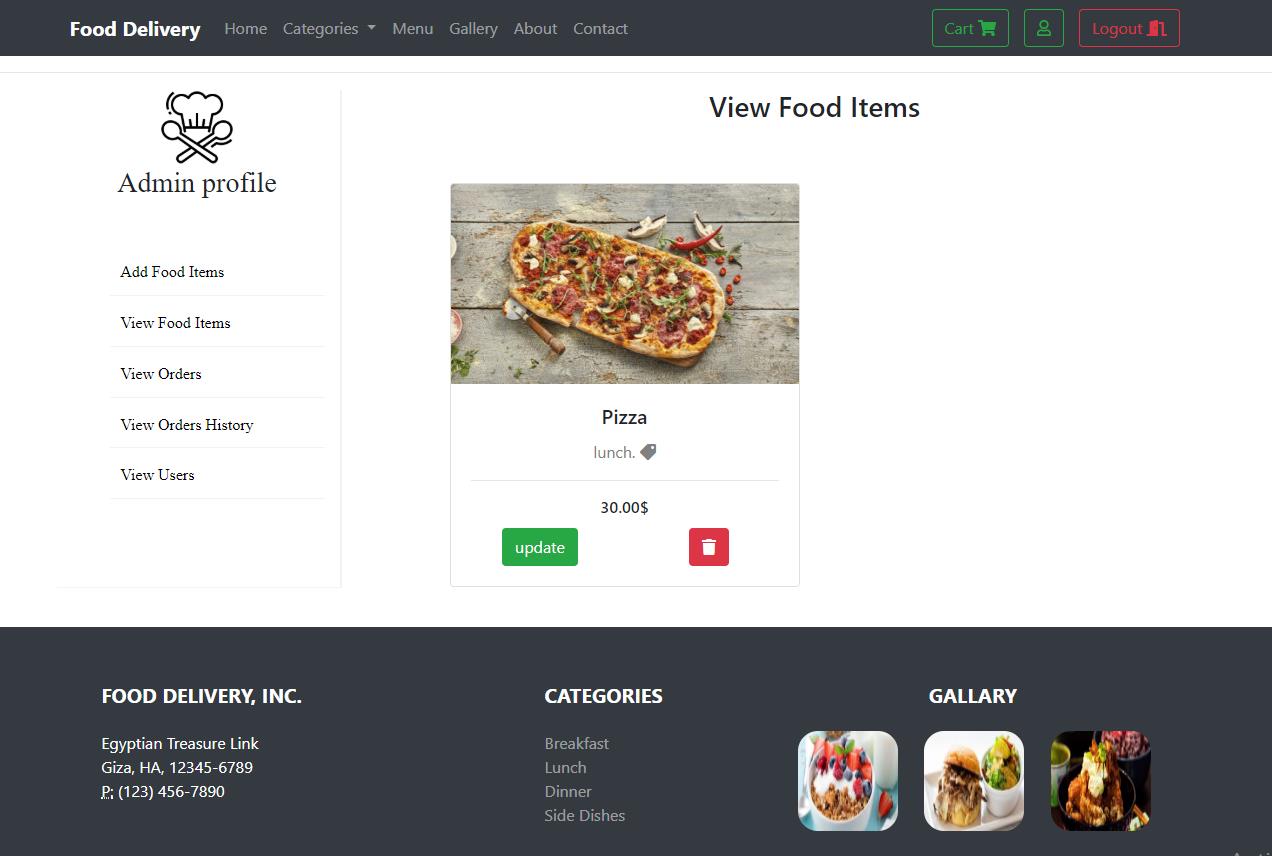 Food Delivery Home Categories Menu Gallery About Contact Cart Logout
Admin profile
Add Food Items
View Food Items
View Orders
View Orders History
View Users
View Food Items
Pizza
lunch.
30.00$
update
FOOD DELIVERY, INC.
Egyptian Treasure Link
Giza, HA, 12345-6789
P: (123) 456-7890
CATEGORIES
Breakfast
Lunch
Dinner
Side Dishes
GALLARY